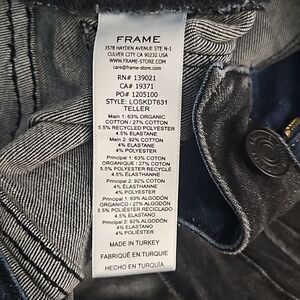 FRAME
3578 HAYDEN AVENUE STE N-1
CULVER CITY CA 90232 USA
WWW.FRAME-STORE.COM
care@frame-store.com
RN# 139021
CA# 19371
PO# 1205100
STYLE: LOSKDT631
TELLER
Main 1: 63% ORGANIC
COTTON / 27% COTTON
5.5% RECYCLED POLYESTER
4.5% ELASTANE
Main 2: 92% COTTON
4% ELASTANE
4% POLYESTER
Principal 1: 63% COTON
ORGANIQUE / 27% COTON
5.5% POLYESTER RECYCLÉ
4.5% ÉLASTHANNE
Principal 2: 92% COTON
4% ÉLASTHANNE
4% POLYESTER
Principal 1: 63% ALGODÓN
ORGÁNICO / 27% ALGODÓN
5.5% POLIÉSTER RECICLADO
4.5% ELASTANO
Principal 2: 92% ALGODÓN
4% ELASTANO
4% POLIÉSTER
MADE IN TURKEY
FABRIQUÉ EN TURQUIE
HECHO EN TURQUÍA